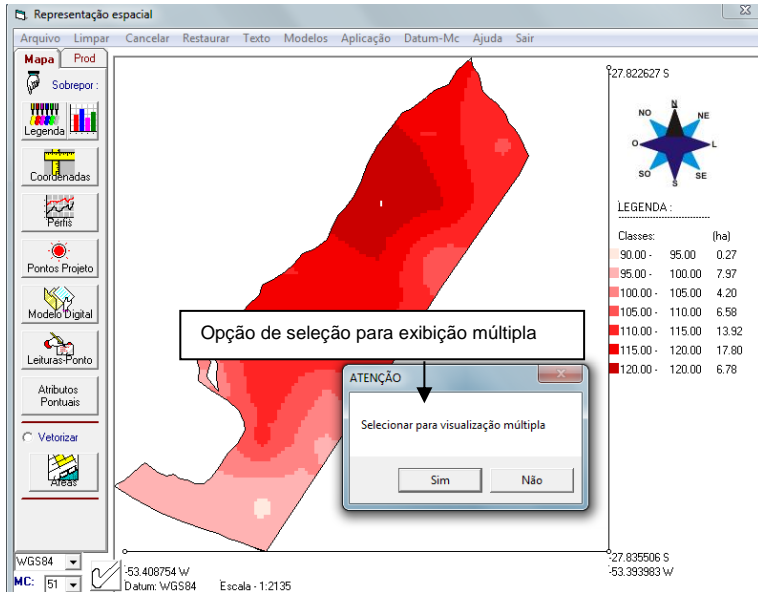 Representação espacial
Arquivo Limpar Cancelar Restaurar Texto Modelos Aplicação Datum-Mc Ajuda Sair
Mapa Prod
Sobrepor :
Legenda
Coordenadas
Perfis
Pontos Projeto
Modelo Digital
Leituras-Ponto
Atributos
Pontuais
Vetorizar
Áreas
WGS84
MC: 51
-27.822627 S
N
NO NE
O L
SO SE
S
LEGENDA :
Classes: (ha)
90.00 - 95.00 0.27
95.00 - 100.00 7.97
100.00 - 105.00 4.20
105.00 - 110.00 6.58
110.00 - 115.00 13.92
115.00 - 120.00 17.80
120.00 - 120.00 6.78
Opção de seleção para exibição múltipla
ATENÇÃO
Selecionar para visualização múltipla
Sim Não
-27.835506 S
-53.408754 W -53.393983 W
Datum: WGS84 Escala - 1:2135